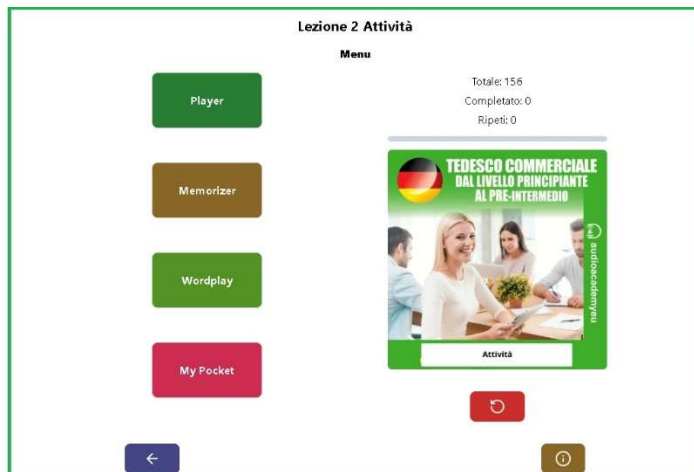 Lezione 2 Attività
Menu
Player
Memorizer
Wordplay
My Pocket
Totale: 156
Completato: 0
Ripeti: 0
TEDESCO COMMERCIALE
DAL LIVELLO PRINCIPIANTE
AL PRE-INTERMEDIO
audioacademyeu
Attività